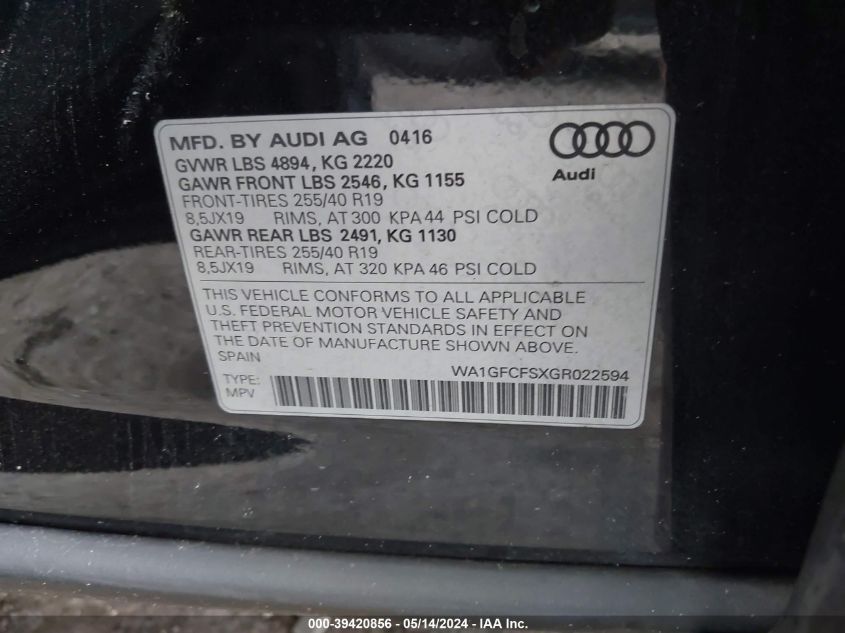 MFD. BY AUDI AG 0416
GVWR LBS 4894, KG 2220
GAWR FRONT LBS 2546, KG 1155
FRONT-TIRES 255/40 R19
8,5JX19 RIMS, AT 300 KPA 44 PSI COLD
GAWR REAR LBS 2491, KG 1130
REAR-TIRES 255/40 R19
8,5JX19 RIMS, AT 320 KPA 46 PSI COLD
Audi
THIS VEHICLE CONFORMS TO ALL APPLICABLE
U.S. FEDERAL MOTOR VEHICLE SAFETY AND
THEFT PREVENTION STANDARDS IN EFFECT ON
THE DATE OF MANUFACTURE SHOWN ABOVE.
SPAIN
WA1GFCFSXGR022594
TYPE:
MPV
000-39420856 - 05/14/2024 - IAA Inc.